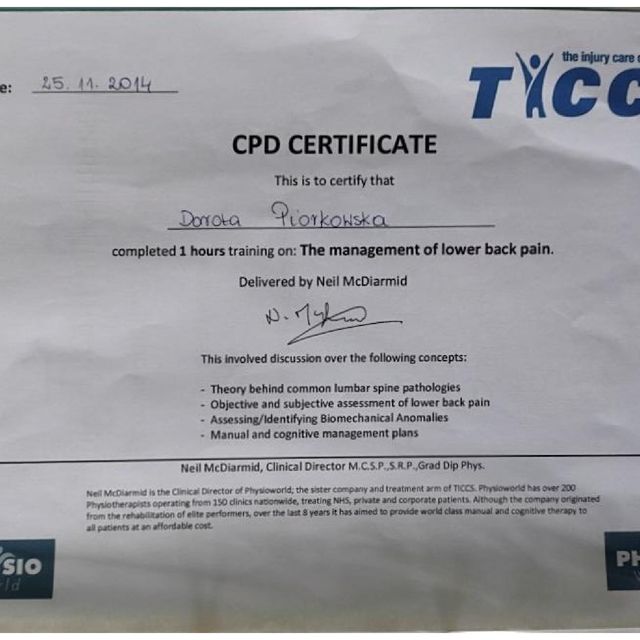 e: 25. 11. 2014
the injury care
TICC
CPD CERTIFICATE
This is to certify that
Dorota Piorkowska
completed 1 hours training on: The management of lower back pain.
Delivered by Neil McDiarmid
This involved discussion over the following concepts:
- Theory behind common lumbar spine pathologies
- Objective and subjective assessment of lower back pain
- Assessing/Identifying Biomechanical Anomalies
- Manual and cognitive management plans
Neil McDiarmid, Clinical Director M.C.S.P.,S.R.P.,Grad Dip Phys.
Neil McDiarmid is the Clinical Director of Physioworld; the sister company and treatment arm of TICCS. Physioworld has over 200
Physiotherapists operating from 150 clinics nationwide, treating NHS, private and corporate patients. Although the company originated
from the rehabilitation of elite performers, over the last 8 years it has aimed to provide world class manual and cognitive therapy to
all patients at an affordable cost.
SIO
ld
PH